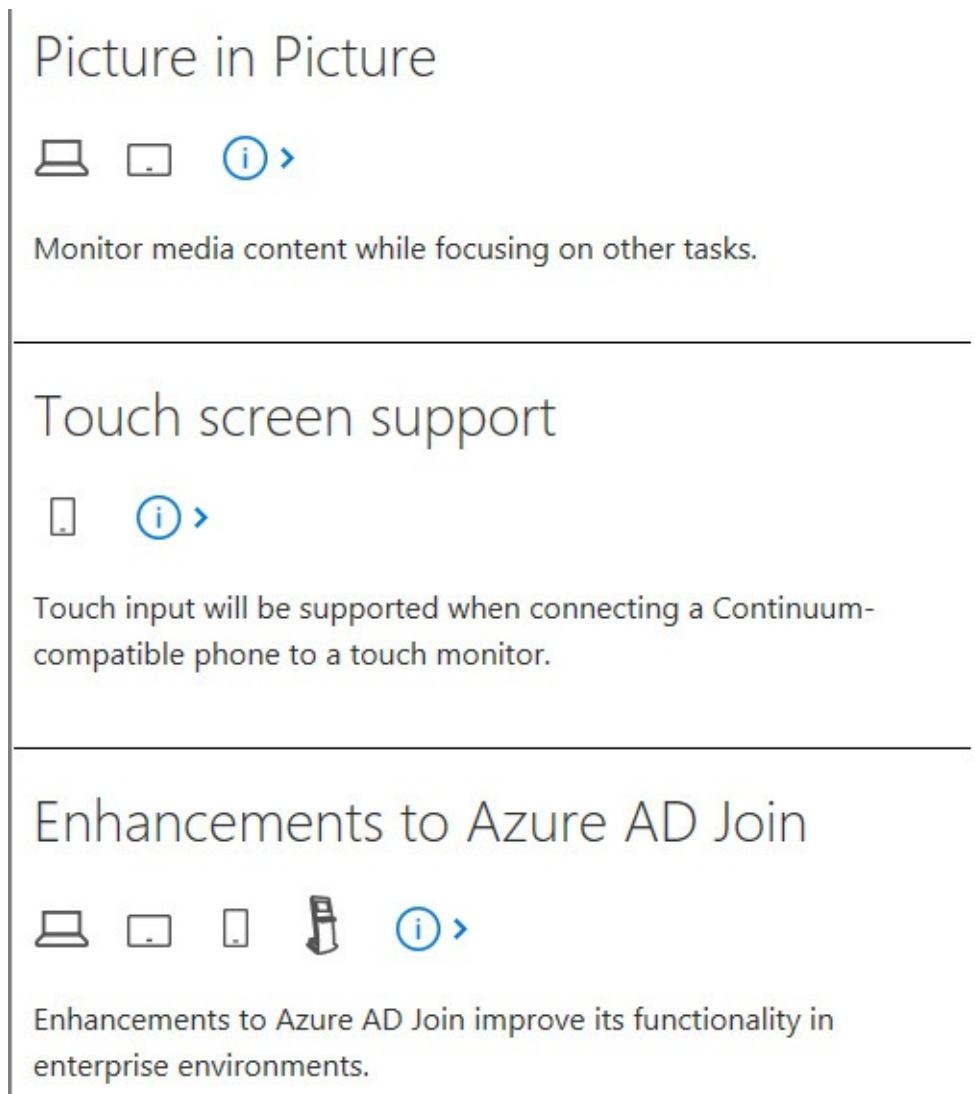 Picture in Picture
Monitor media content while focusing on other tasks.
Touch screen support
Touch input will be supported when connecting a Continuum-
compatible phone to a touch monitor.
Enhancements to Azure AD Join
Enhancements to Azure AD Join improve its functionality in
enterprise environments.